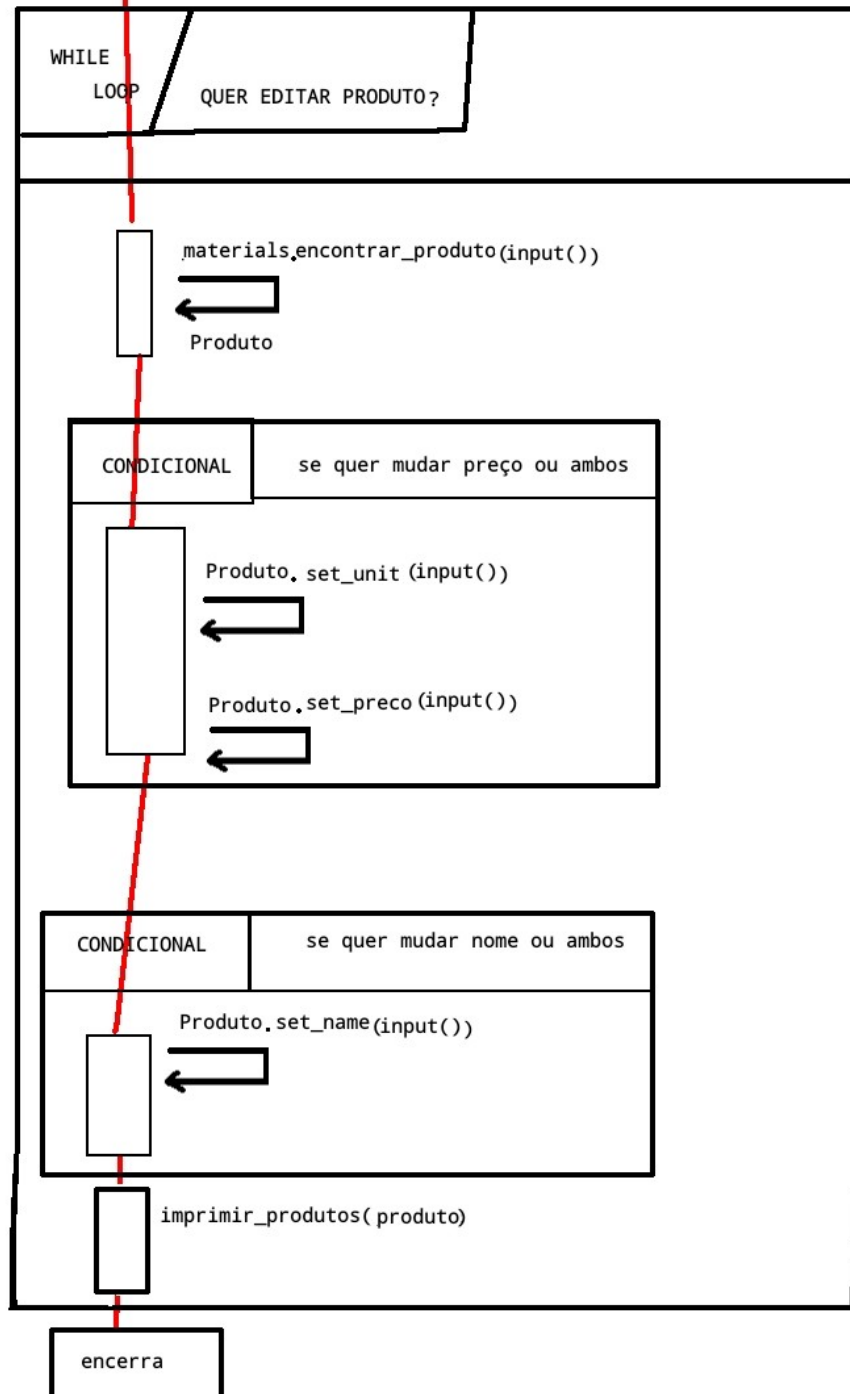 WHILE
LOOP
QUER EDITAR PRODUTO?
materials.encontrar_produto(input())
Produto
CONDICIONAL
se quer mudar preço ou ambos
Produto. set_unit (input())
Produto.set_preco (input())
CONDICIONAL
se quer mudar nome ou ambos
Produto.set_name(input())
imprimir_produtos( produto)
encerra